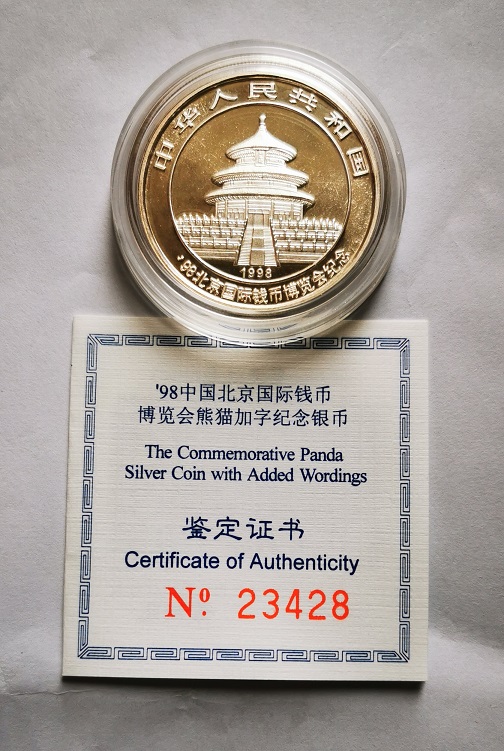 中华人民共和国
1998
'98北京国际钱币博览会纪念
'98中国北京国际钱币
博览会熊猫加字纪念银币
The Commemorative Panda
Silver Coin with Added Wordings
鉴定证书
Certificate of Authenticity
Nº. 23428